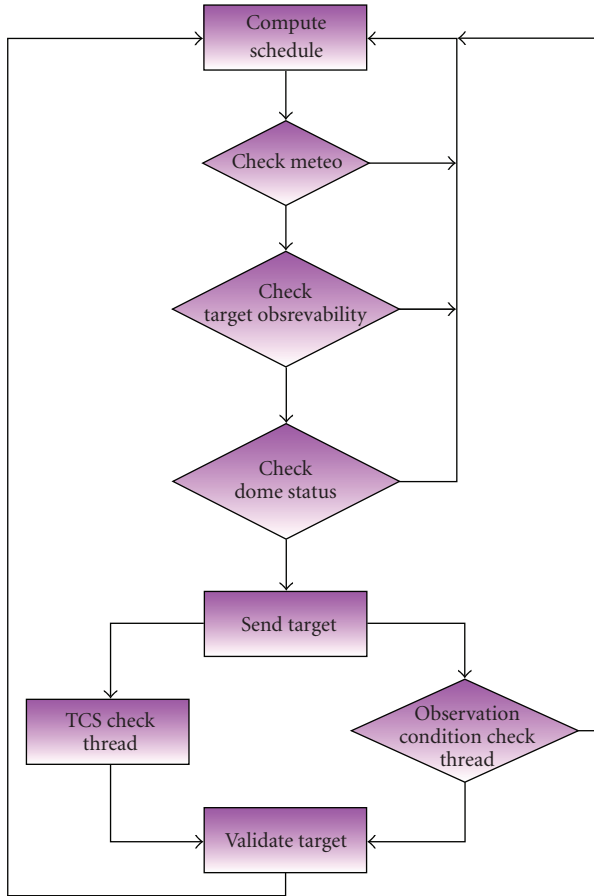 Compute
schedule
Check meteo
Check
target obsrevability
Check
dome status
Send target
TCS check
thread
Observation
condition check
thread
Validate target